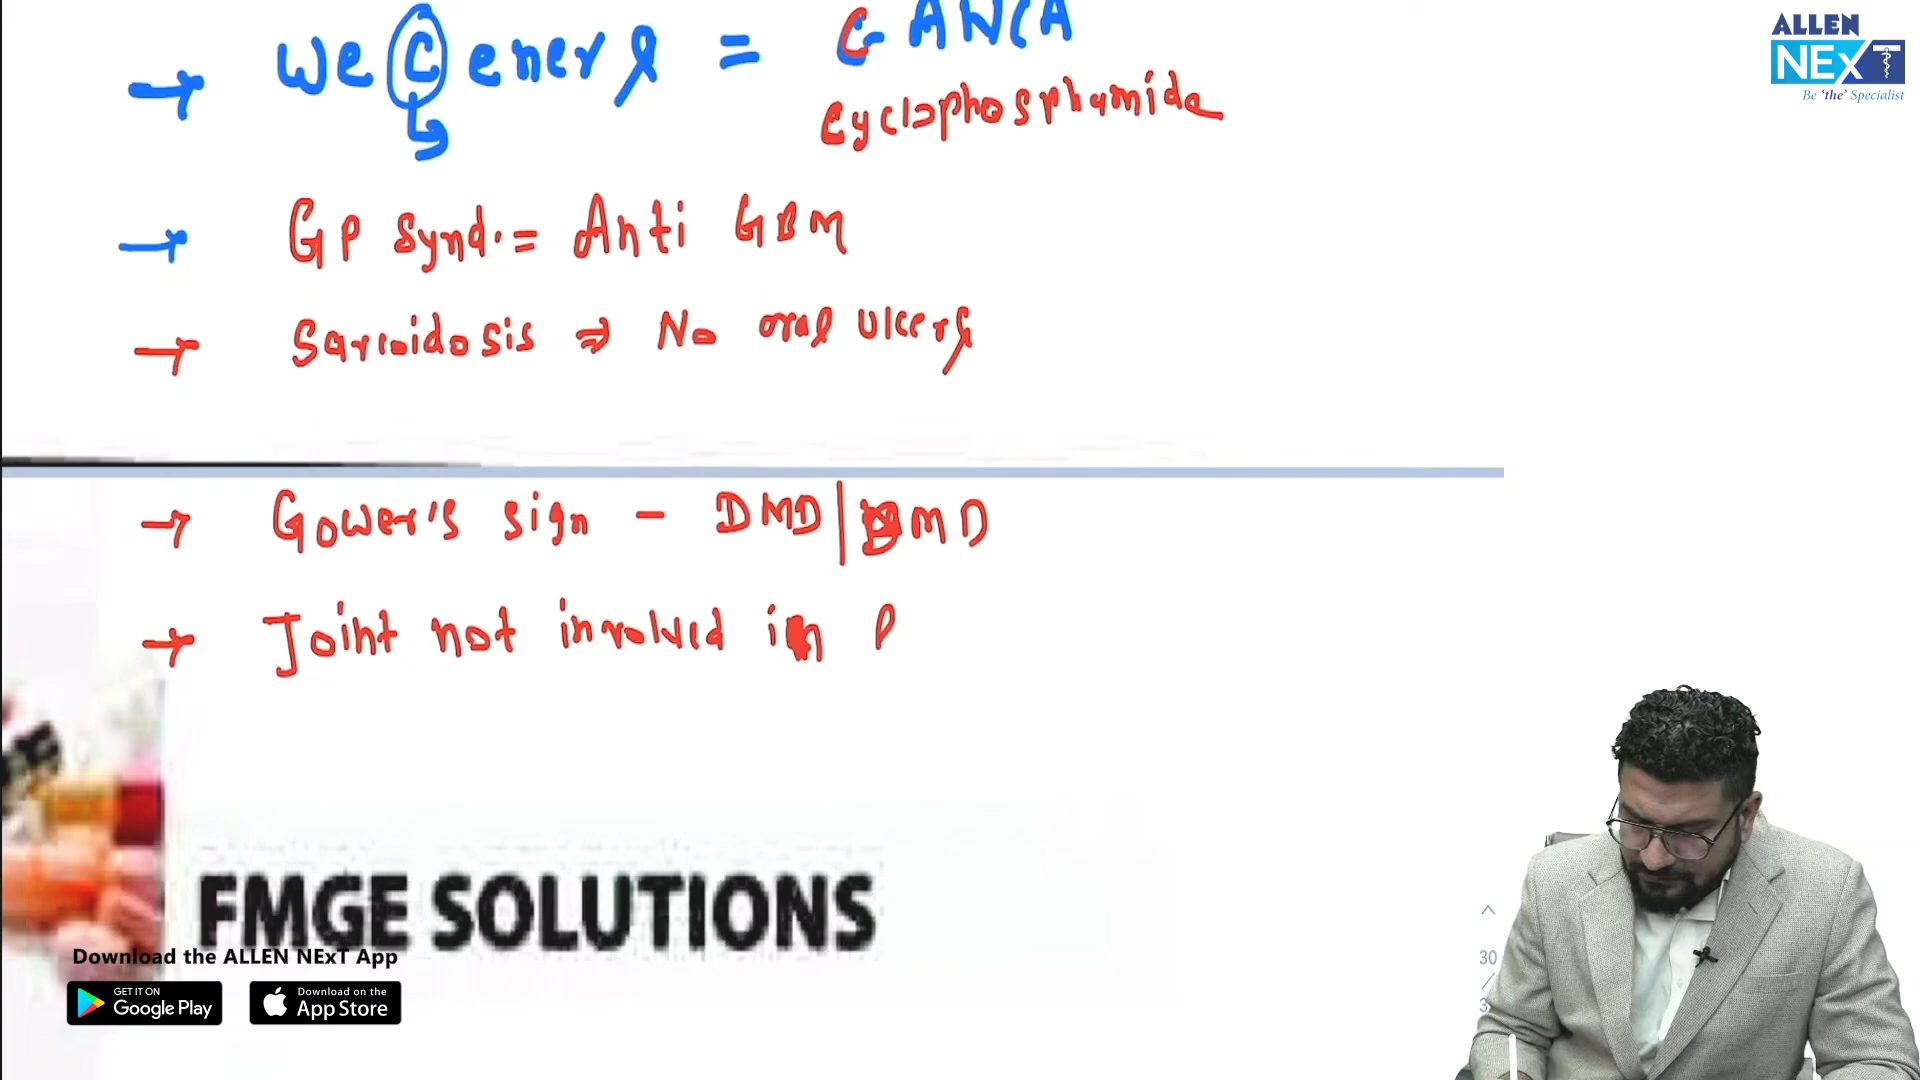 → WeCeners = C ANCA
↳ cyclophosphamide
→ GP Synd. = Anti GBM
→ Sarcoidosis ⇒ No oral ulcers
→ Gower's sign - DMD | BMD
→ Joint not involved in P
FMGE SOLUTIONS
Download the ALLEN NExT App
GET IT ON Google Play
Download on the App Store
ALLEN
NEXT
Be 'the' Specialist
30
/